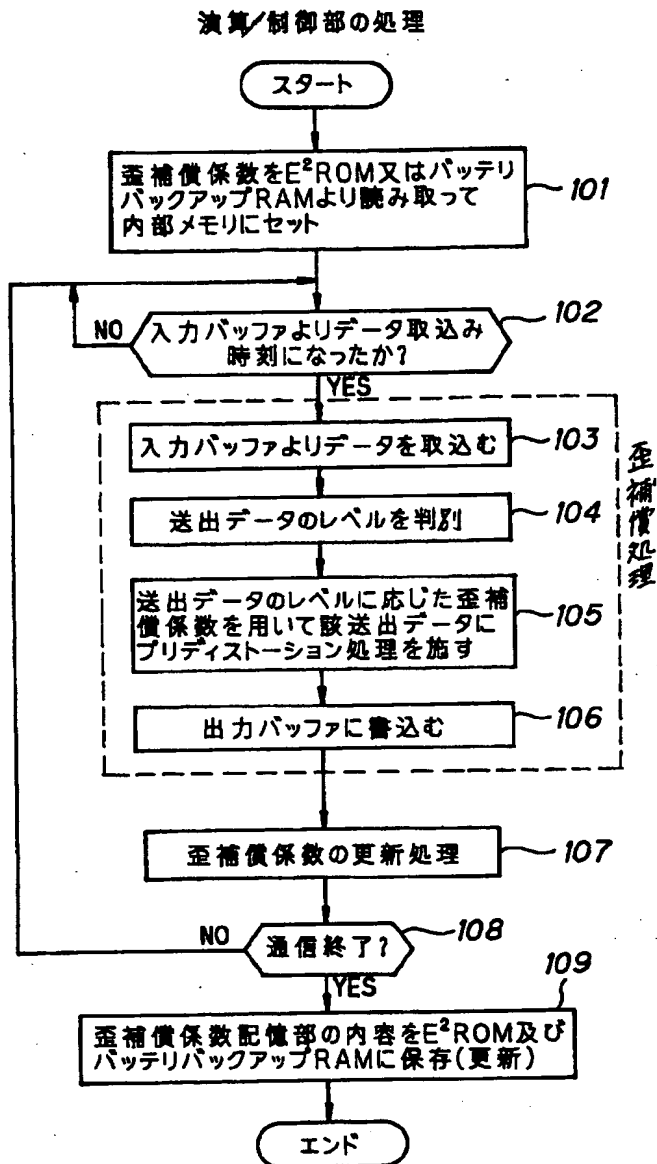 演算/制御部の処理
スタート
歪補償係数をE²ROM又はバッテリ
バックアップRAMより読み取って
内部メモリにセット
101
入力バッファよりデータ取込み
時刻になったか?
102
NO
YES
入力バッファよりデータを取込む
103
送出データのレベルを判別
104
送出データのレベルに応じた歪補
償係数を用いて該送出データに
プリディストーション処理を施す
105
出力バッファに書込む
106
歪補償処理
歪補償係数の更新処理
107
通信終了?
108
NO
YES
109
歪補償係数記憶部の内容をE²ROM及び
バッテリバックアップRAMに保存(更新)
エンド